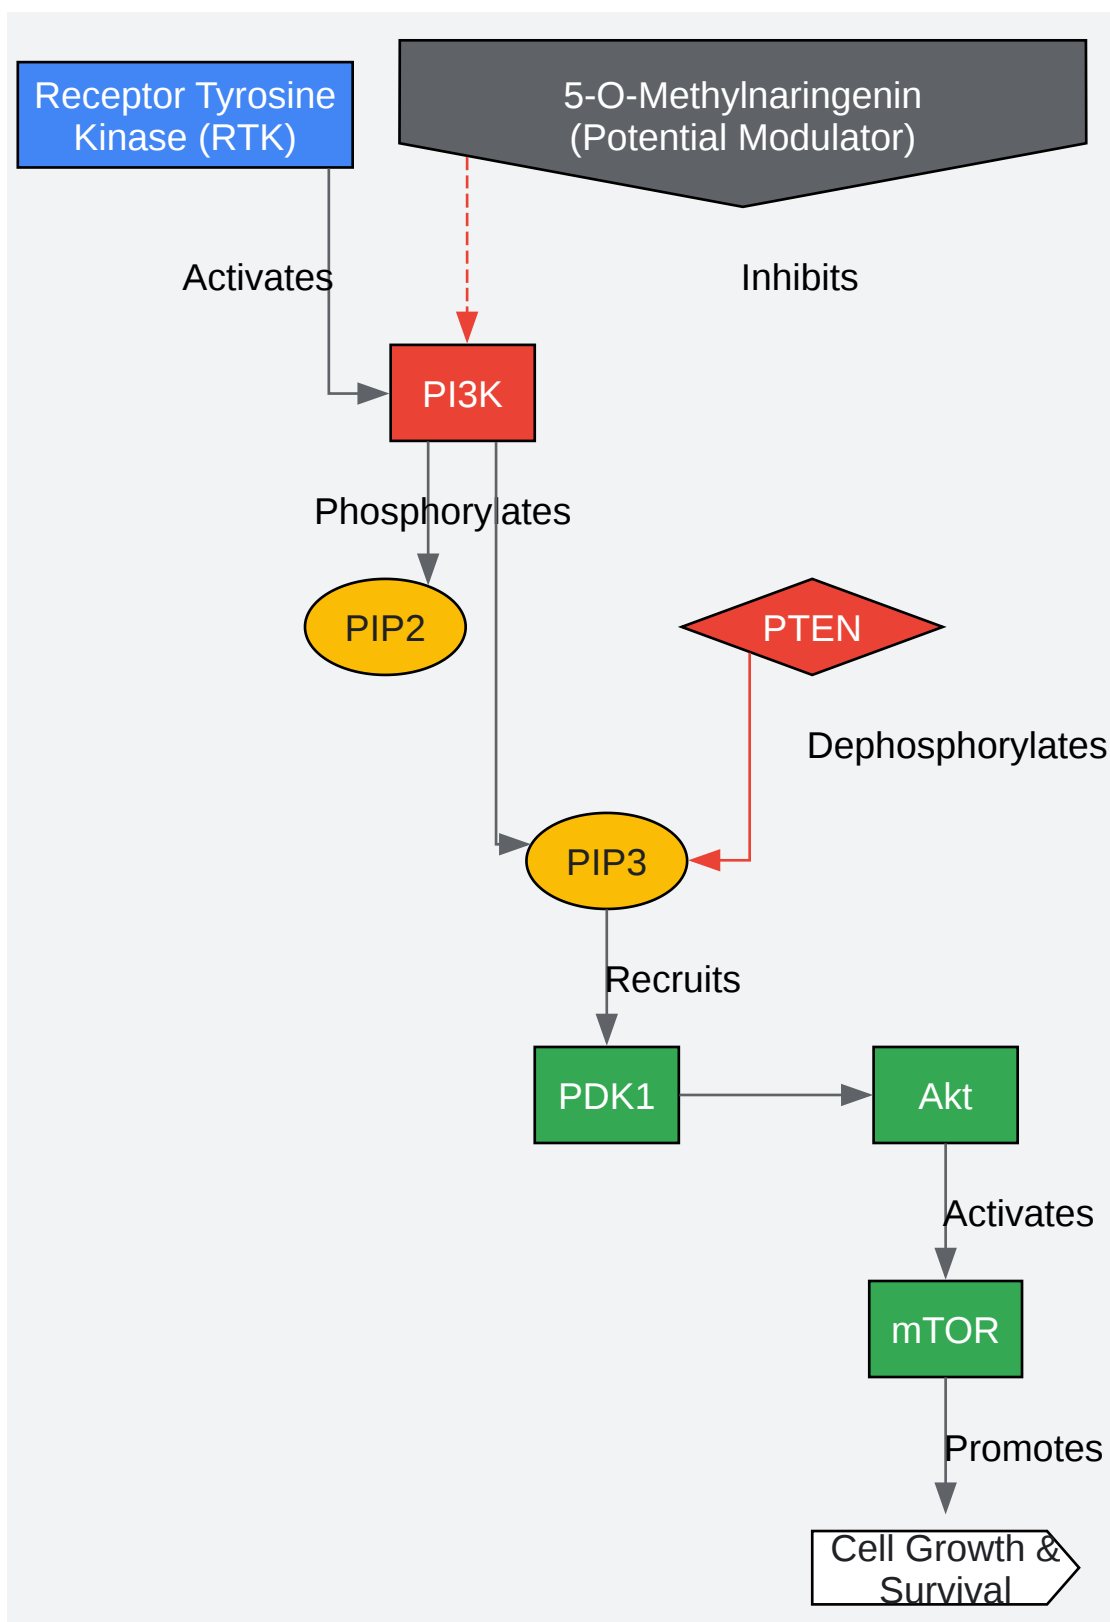 Receptor Tyrosine
Kinase (RTK)
5-O-Methylnaringenin
(Potential Modulator)
Activates
Inhibits
PI3K
Phosphorylates
PIP2
PTEN
Dephosphorylates
PIP3
Recruits
PDK1
Akt
Activates
mTOR
Promotes
Cell Growth &
Survival